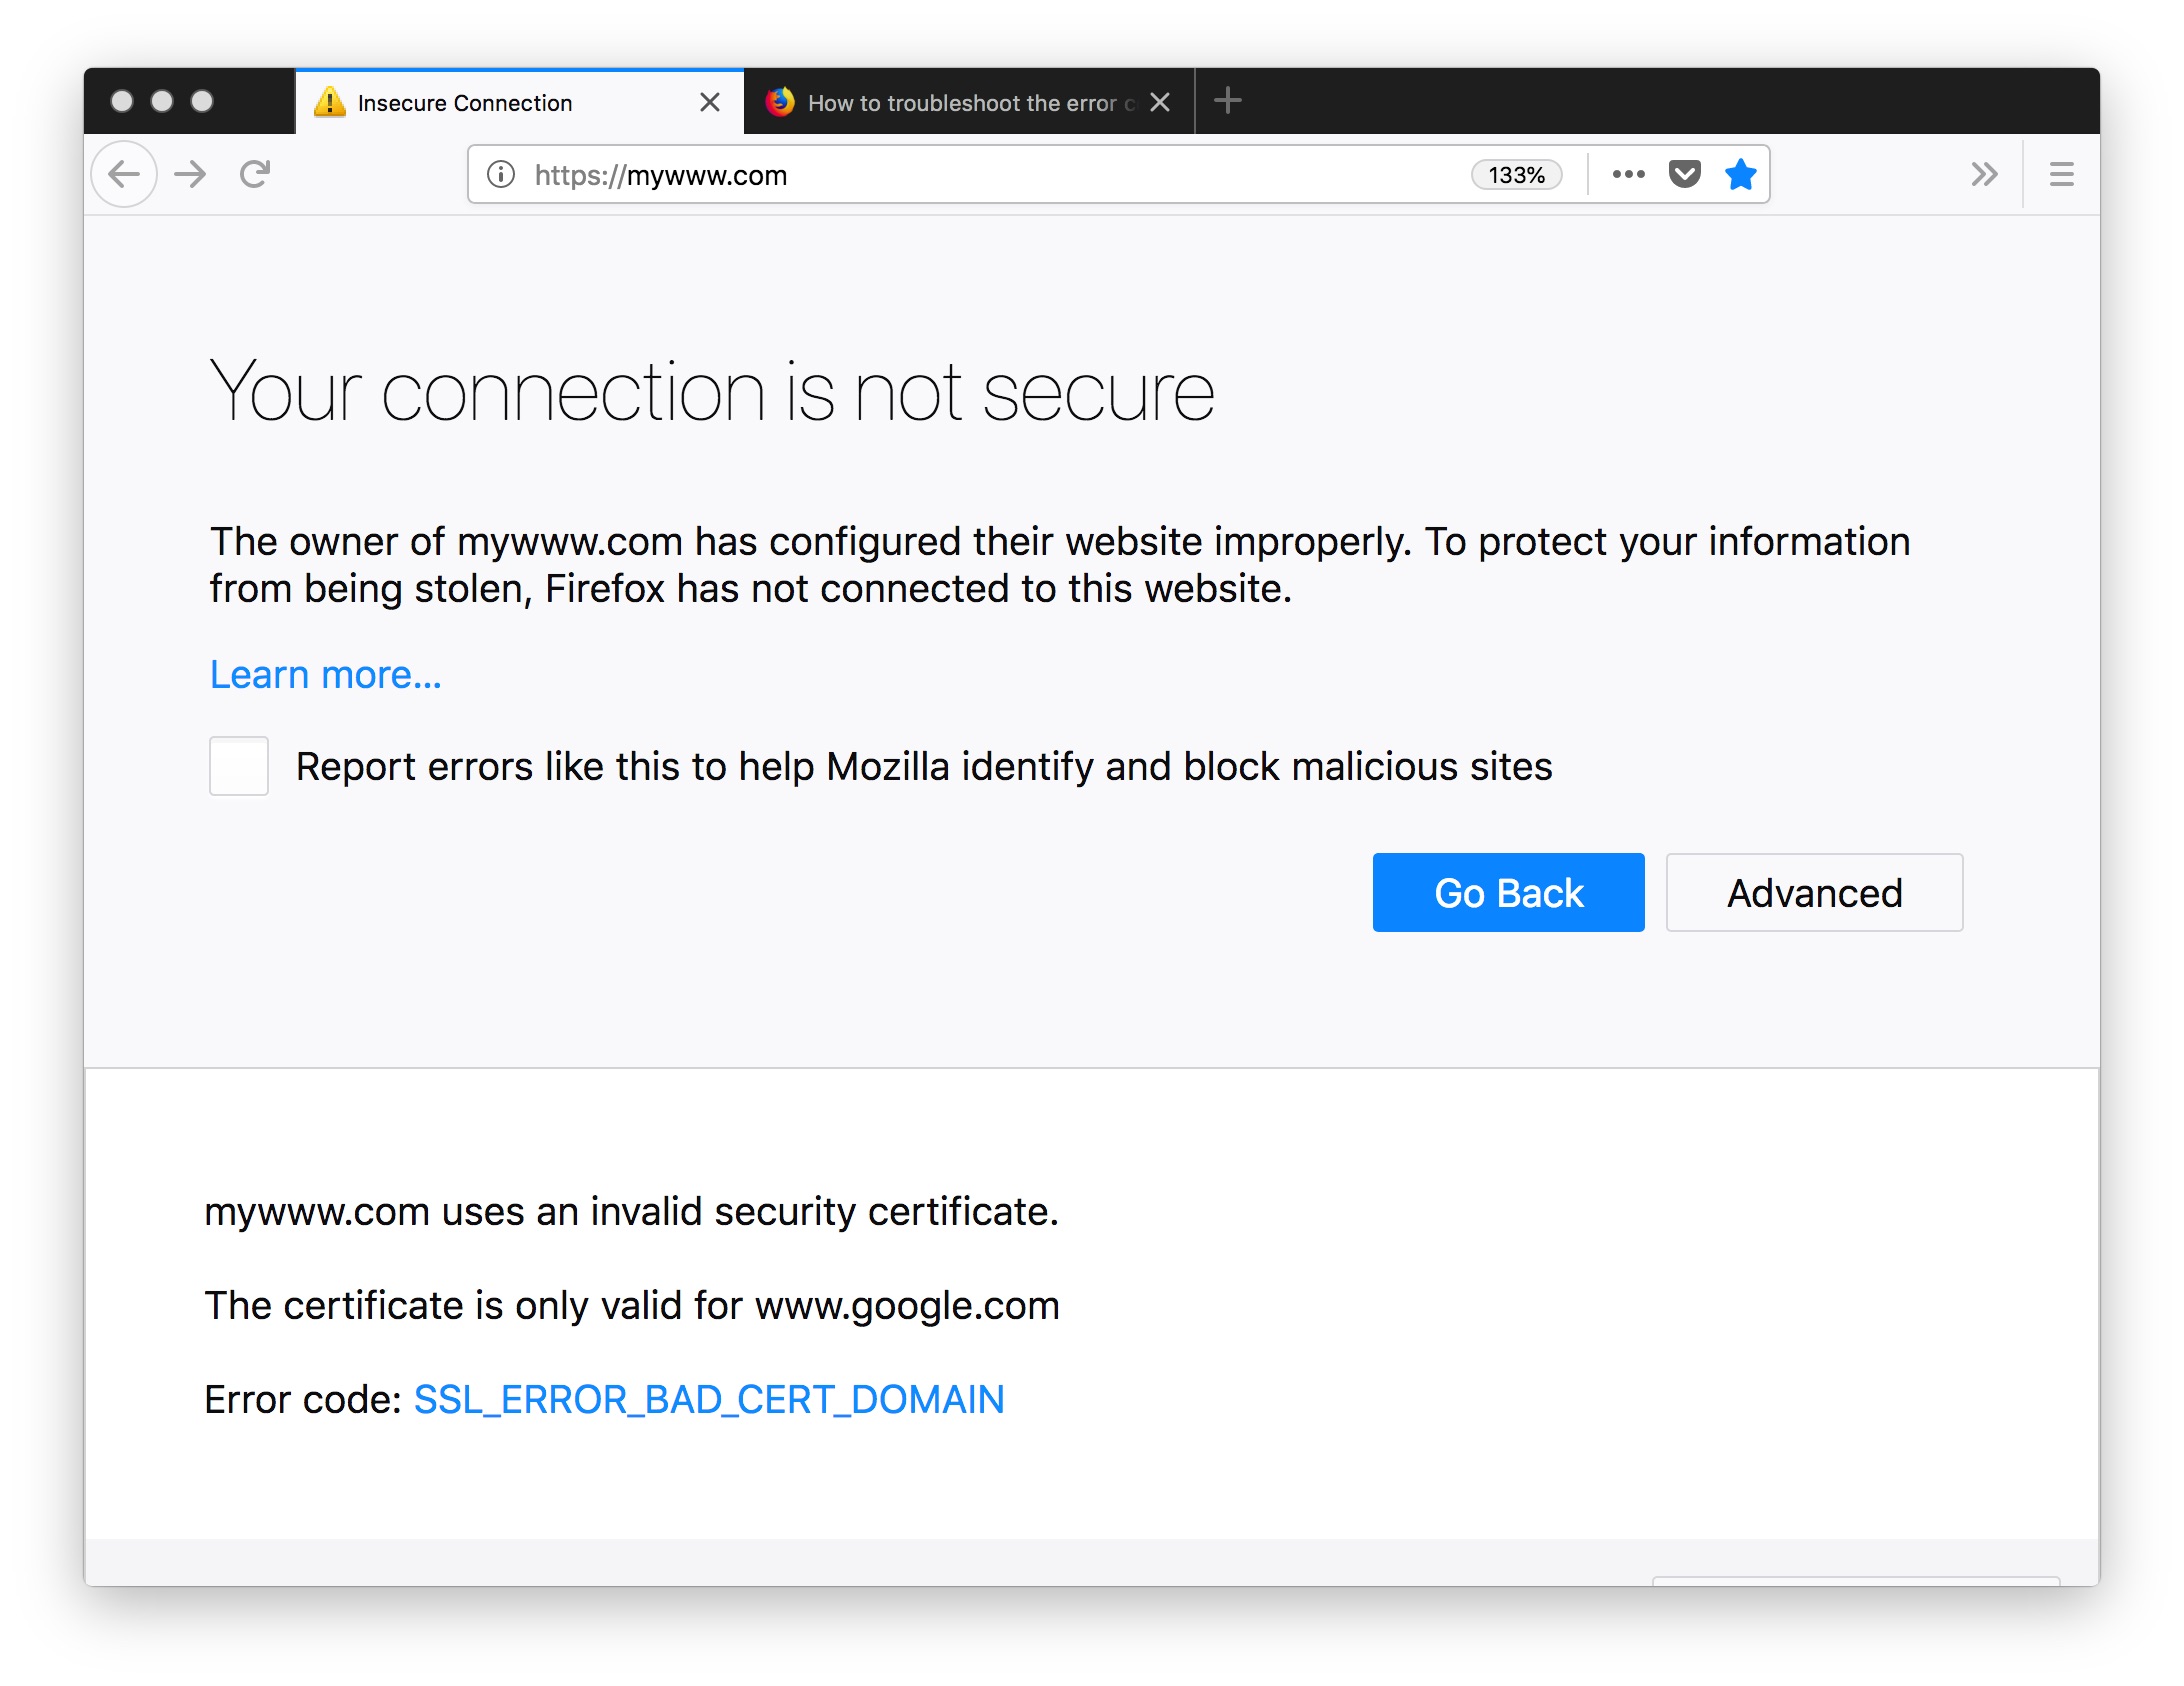 Insecure Connection
How to troubleshoot the error c
https://mywww.com
133%
Your connection is not secure
The owner of mywww.com has configured their website improperly. To protect your information
from being stolen, Firefox has not connected to this website.
Learn more...
Report errors like this to help Mozilla identify and block malicious sites
Go Back
Advanced
mywww.com uses an invalid security certificate.
The certificate is only valid for www.google.com
Error code: SSL_ERROR_BAD_CERT_DOMAIN